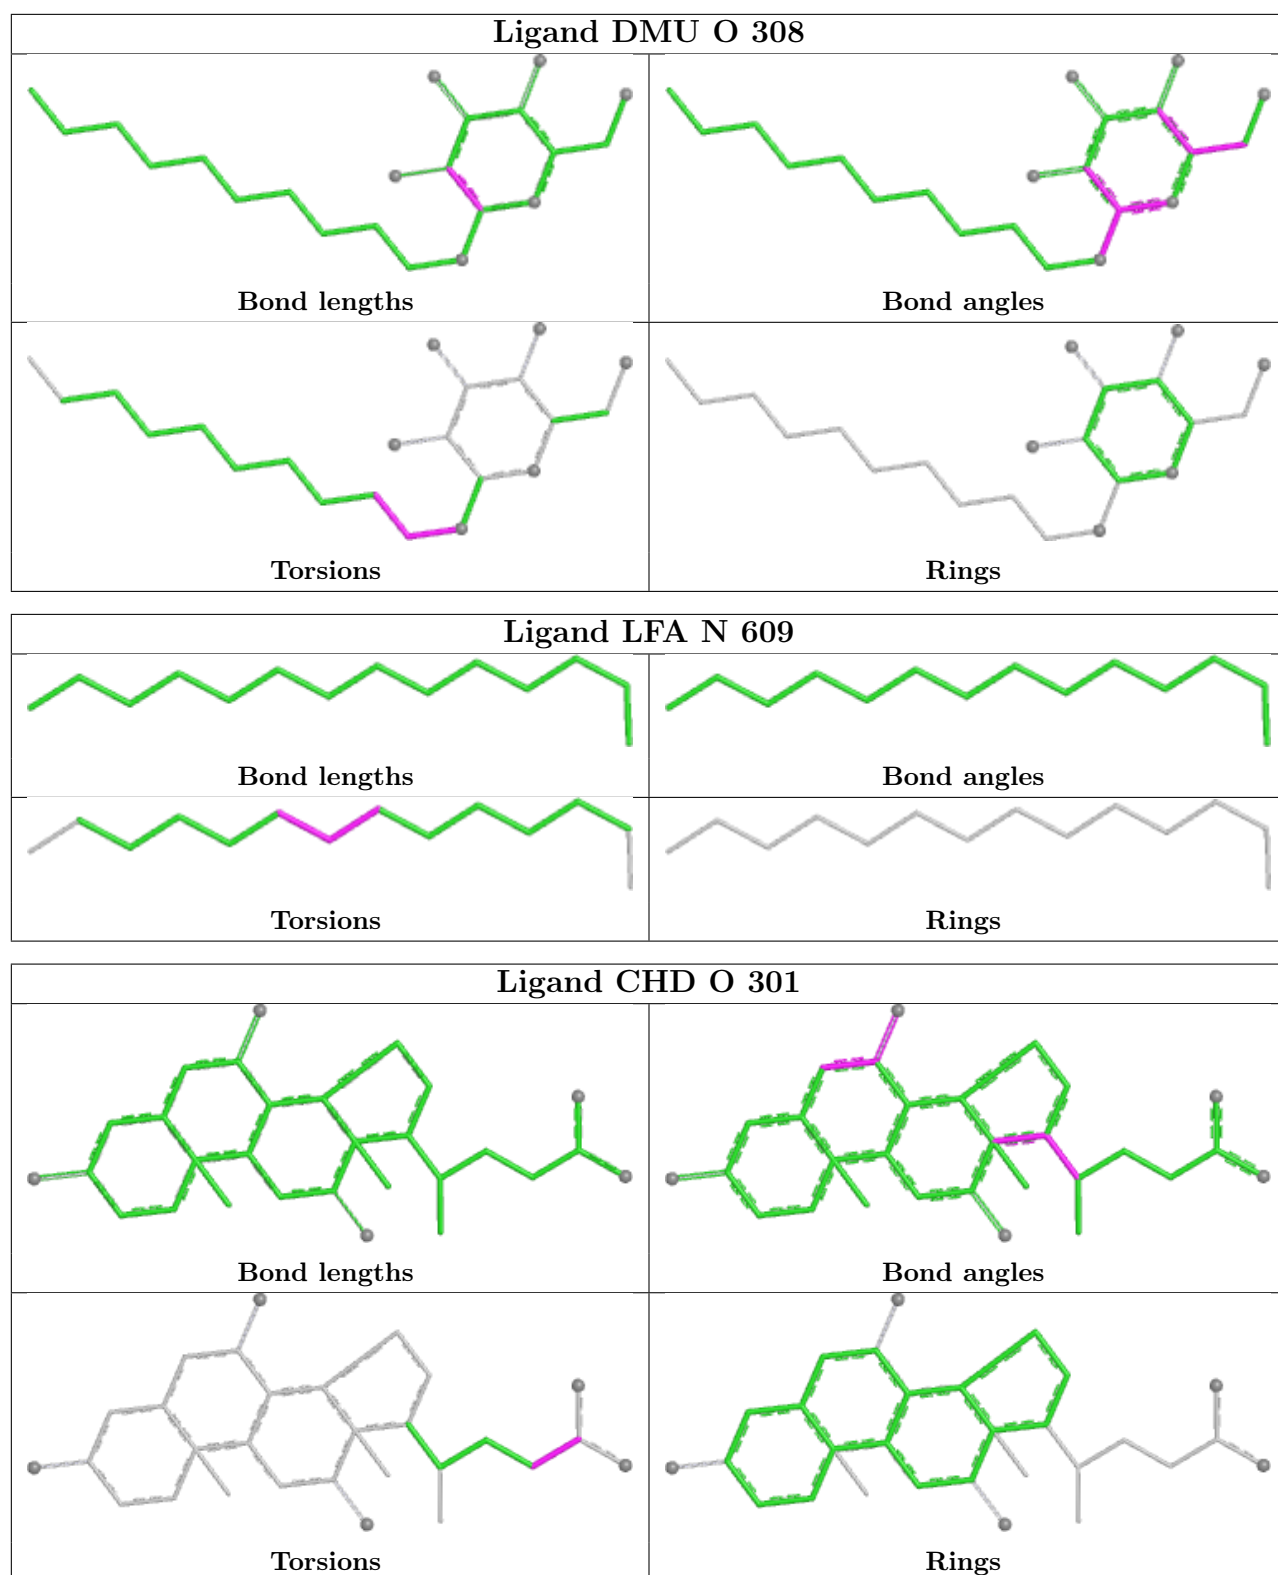 Ligand DMU O 308
Bond lengths
Bond angles
Torsions
Rings
Ligand LFA N 609
Bond lengths
Bond angles
Torsions
Rings
Ligand CHD O 301
Bond lengths
Bond angles
Torsions
Rings